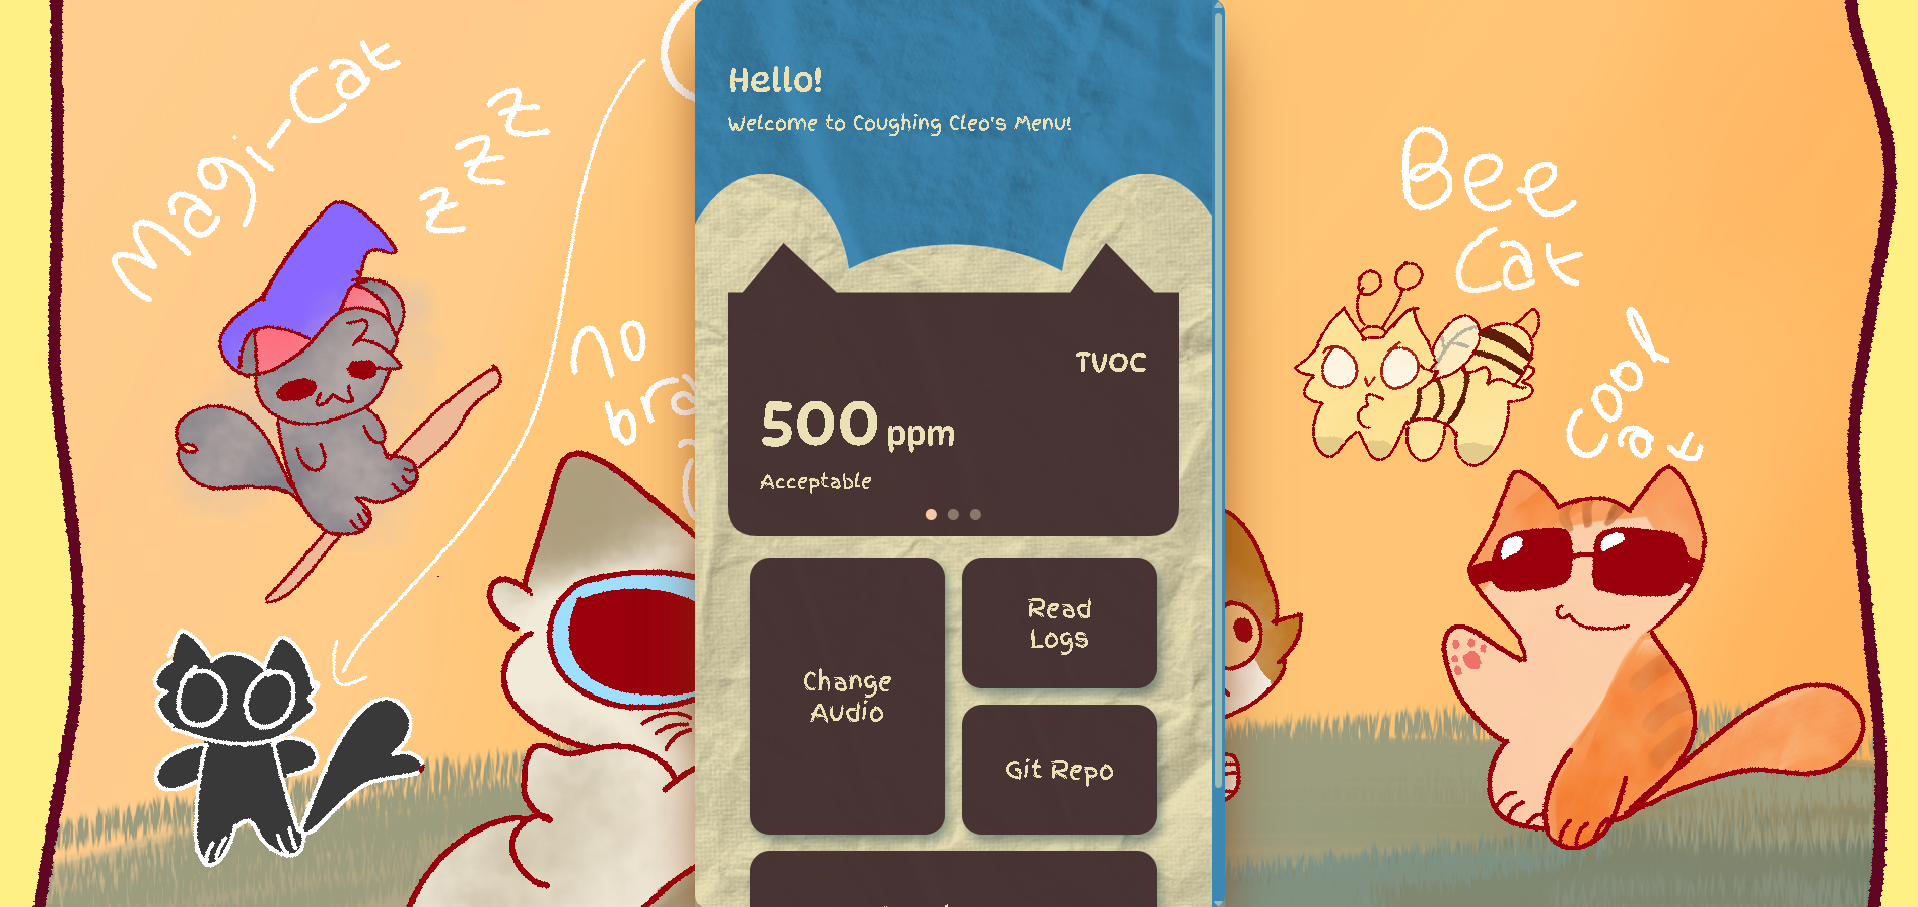 Magi-Cat
z z z
no
bra
Hello!
Welcome to Coughing Cleo's Menu!
TVOC
500 ppm
Acceptable
Change
Audio
Read
Logs
Git Repo
Bee
Cat
Cool
Cat